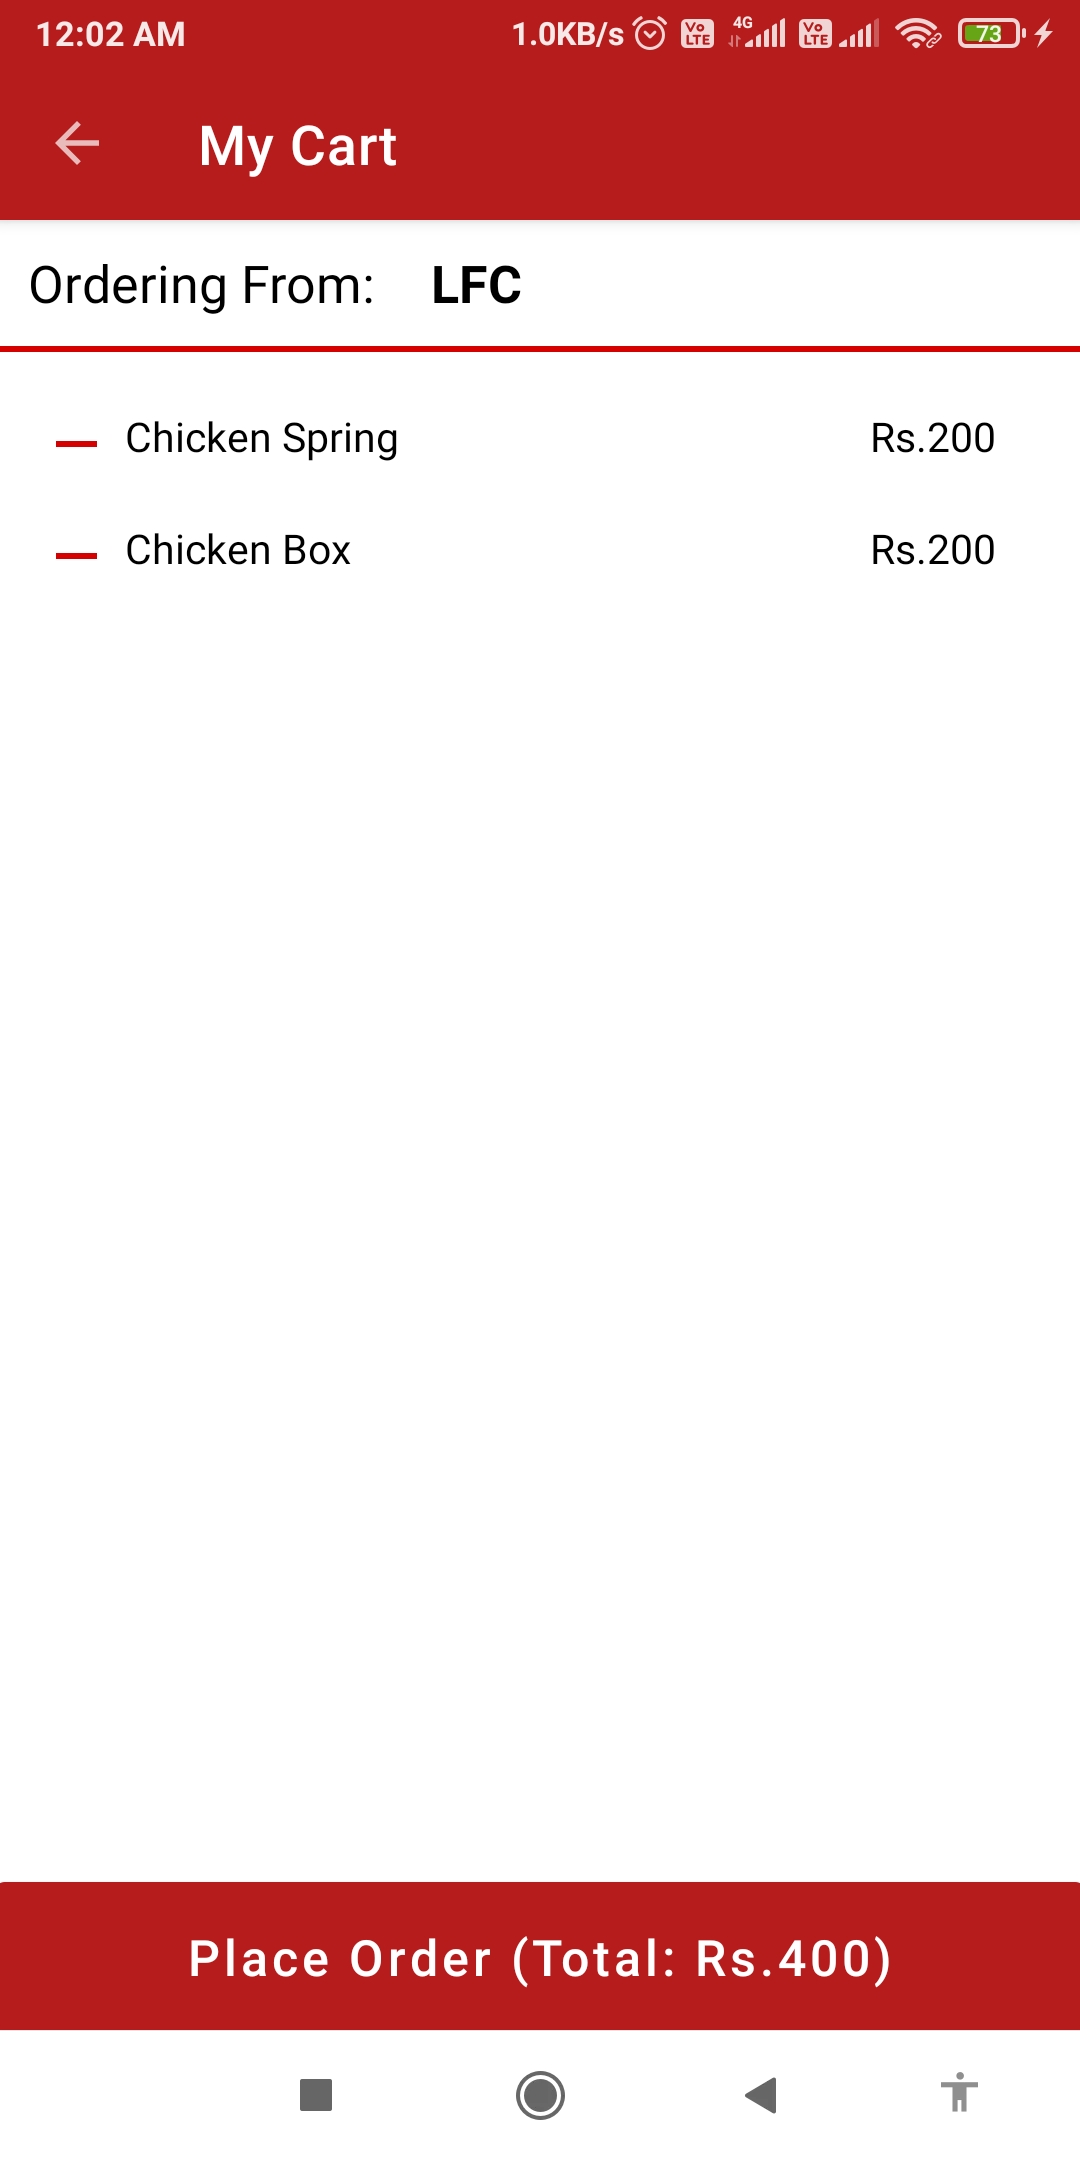 12:02 AM 1.0KB/s Vo LTE 4G Vo LTE 73
My Cart
Ordering From: LFC
Chicken Spring Rs.200
Chicken Box Rs.200
Place Order (Total: Rs.400)